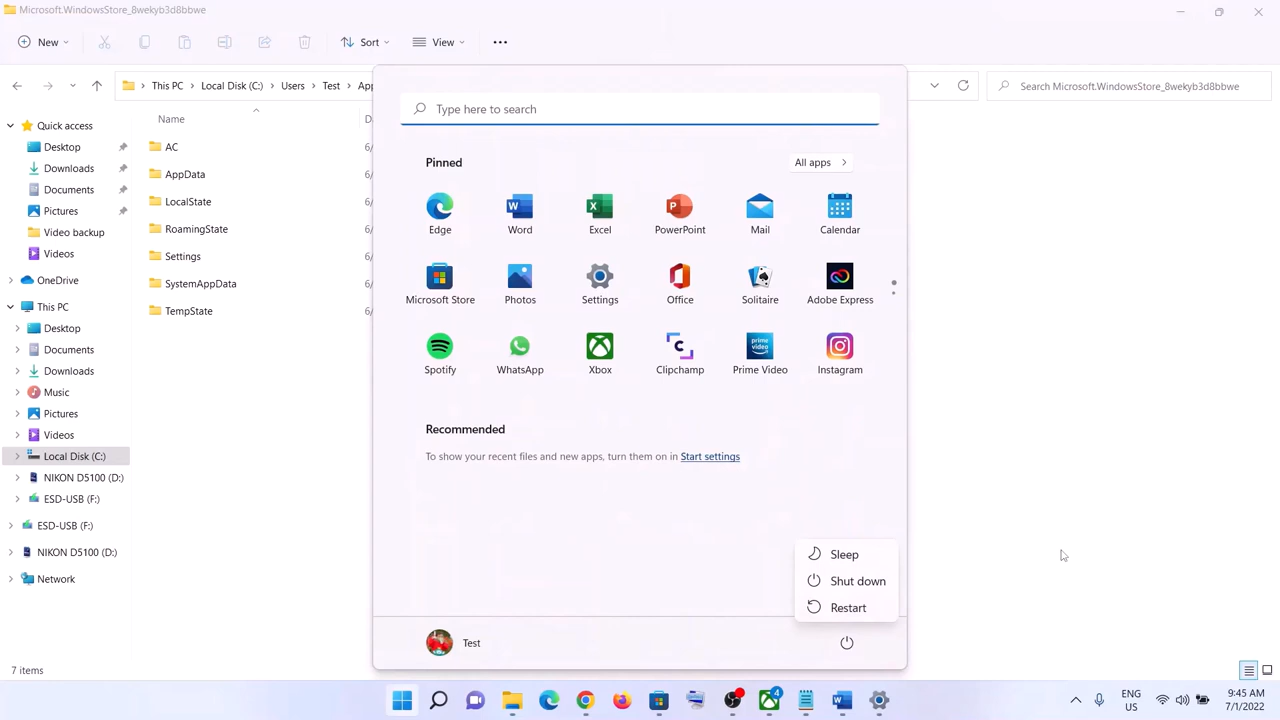 Microsoft.WindowsStore_8wekyb3d8bbwe
New
Sort
View
This PC
Local Disk (C:)
Users
Test
Search Microsoft.WindowsStore_8wekyb3d8bbwe
Quick access
Desktop
Downloads
Documents
Pictures
Video backup
Videos
OneDrive
This PC
Desktop
Documents
Downloads
Music
Pictures
Videos
Local Disk (C:)
NIKON D5100 (D:)
ESD-USB (F:)
ESD-USB (F:)
NIKON D5100 (D:)
Network
Name
AC
AppData
LocalState
RoamingState
Settings
SystemAppData
TempState
7 items
Type here to search
Pinned
All apps
Edge
Word
Excel
PowerPoint
Mail
Calendar
Microsoft Store
Photos
Settings
Office
Solitaire
Adobe Express
Spotify
WhatsApp
Xbox
Clipchamp
prime video
Prime Video
Instagram
Recommended
To show your recent files and new apps, turn them on in Start settings
Sleep
Shut down
Restart
Test
4
ENG
US
9:45 AM
7/1/2022